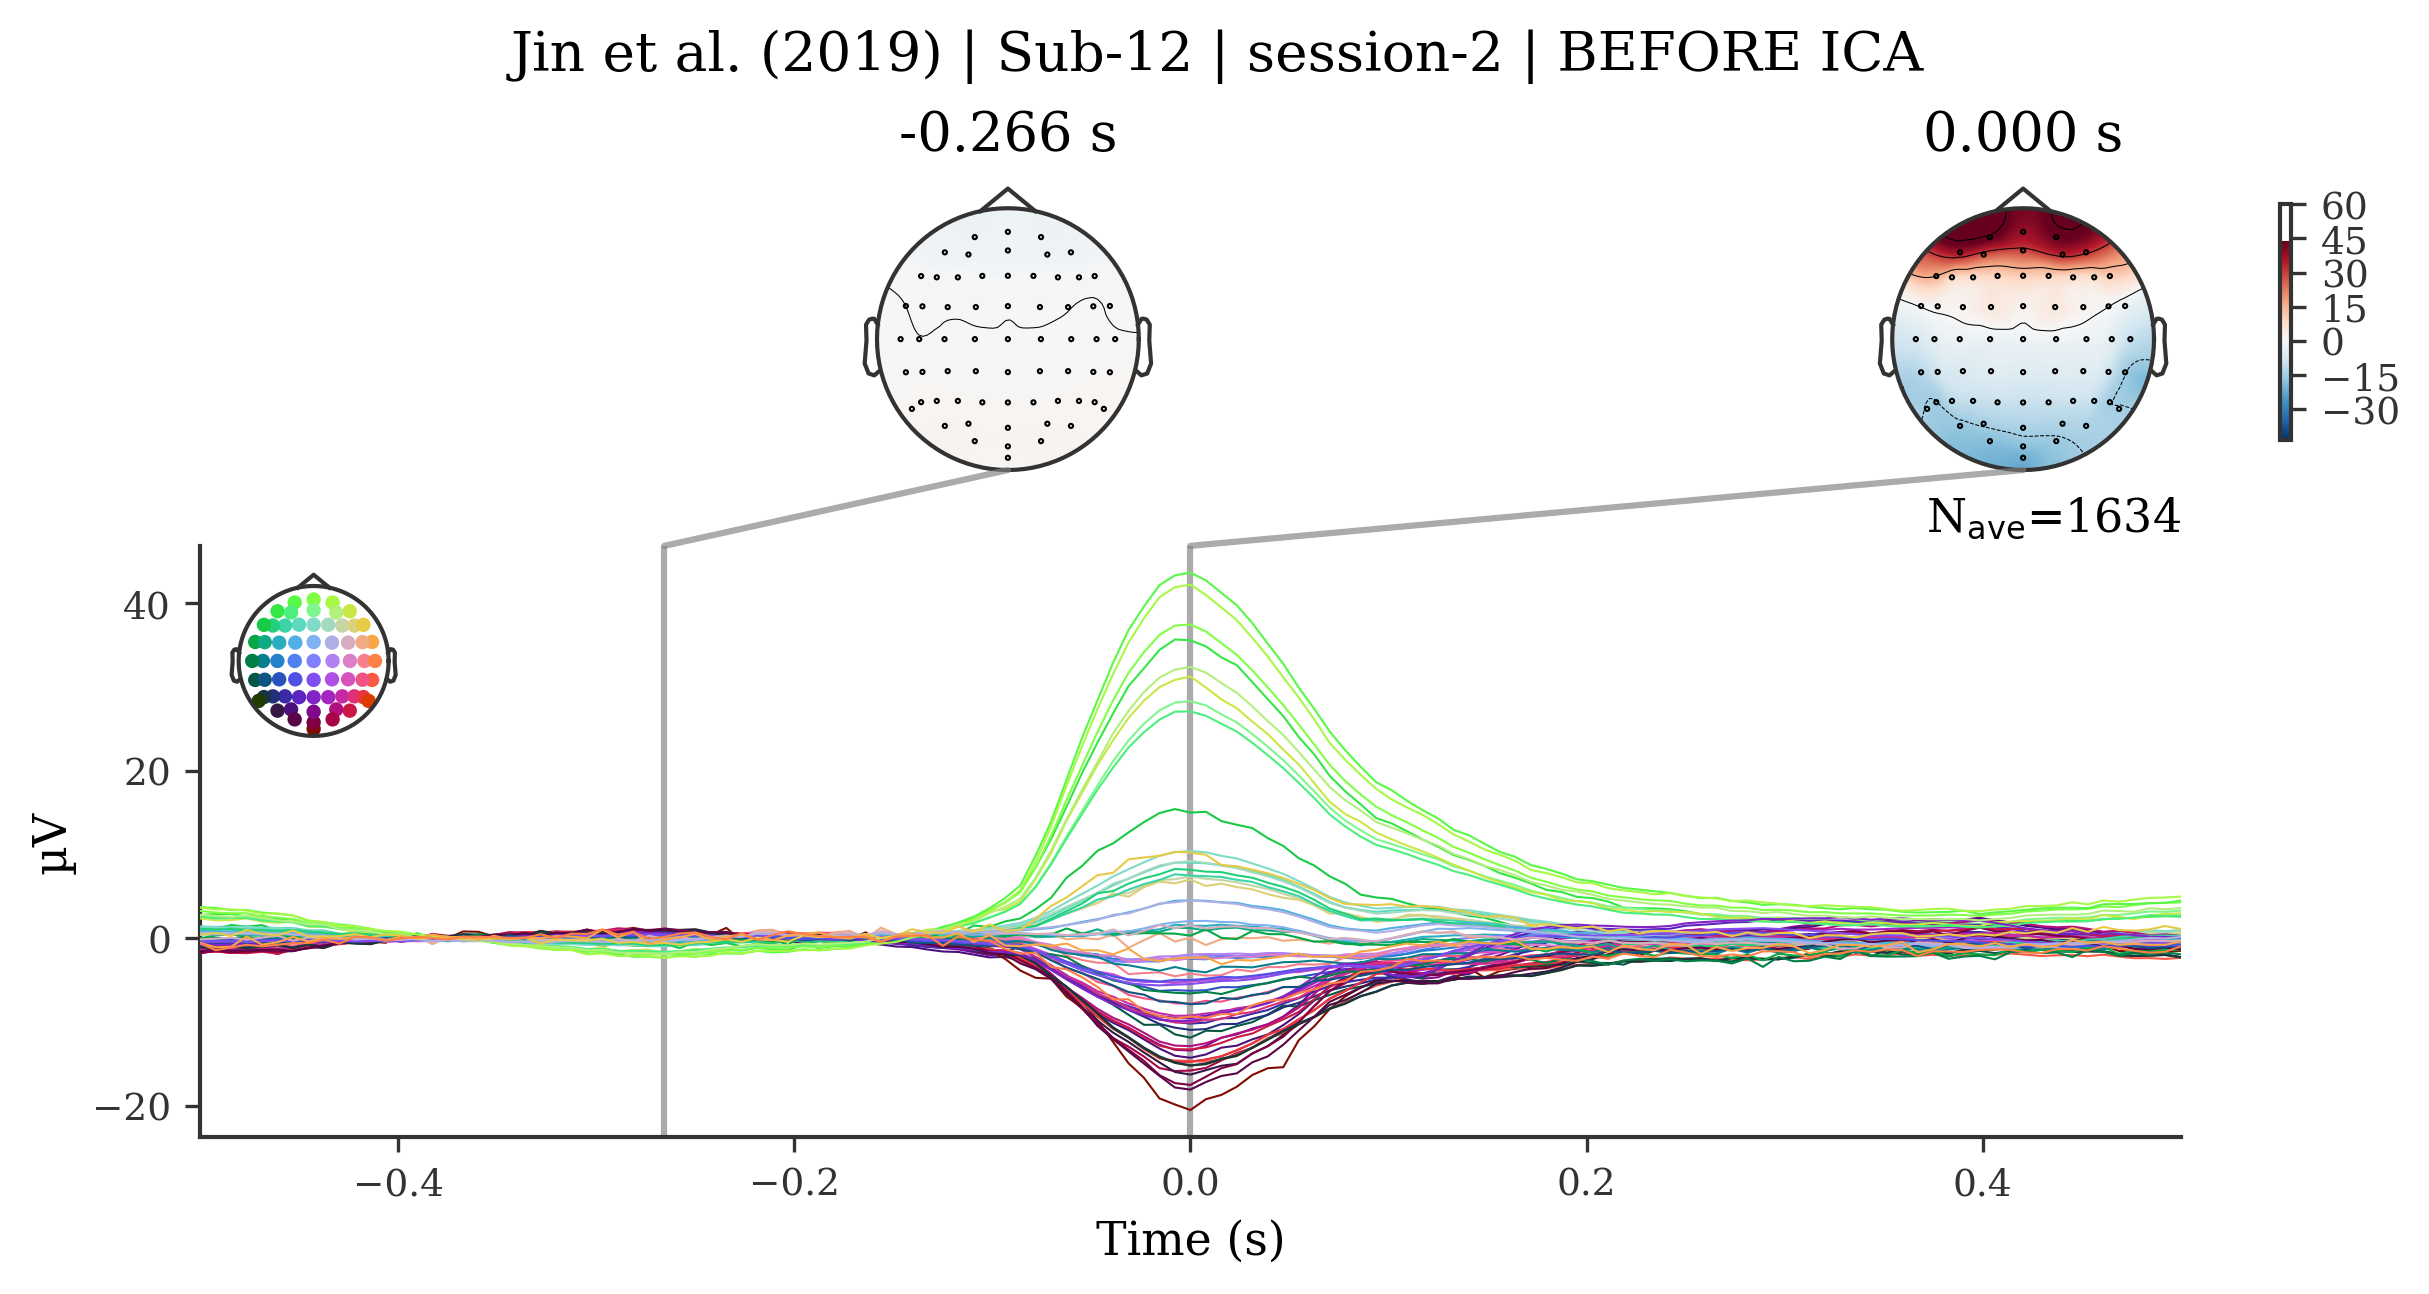 Jin et al. (2019) | Sub-12 | session-2 | BEFORE ICA
-0.266 s
0.000 s
60
45
30
15
0
−15
−30
Nave=1634
40
20
0
−20
µV
−0.4
−0.2
0.0
0.2
0.4
Time (s)